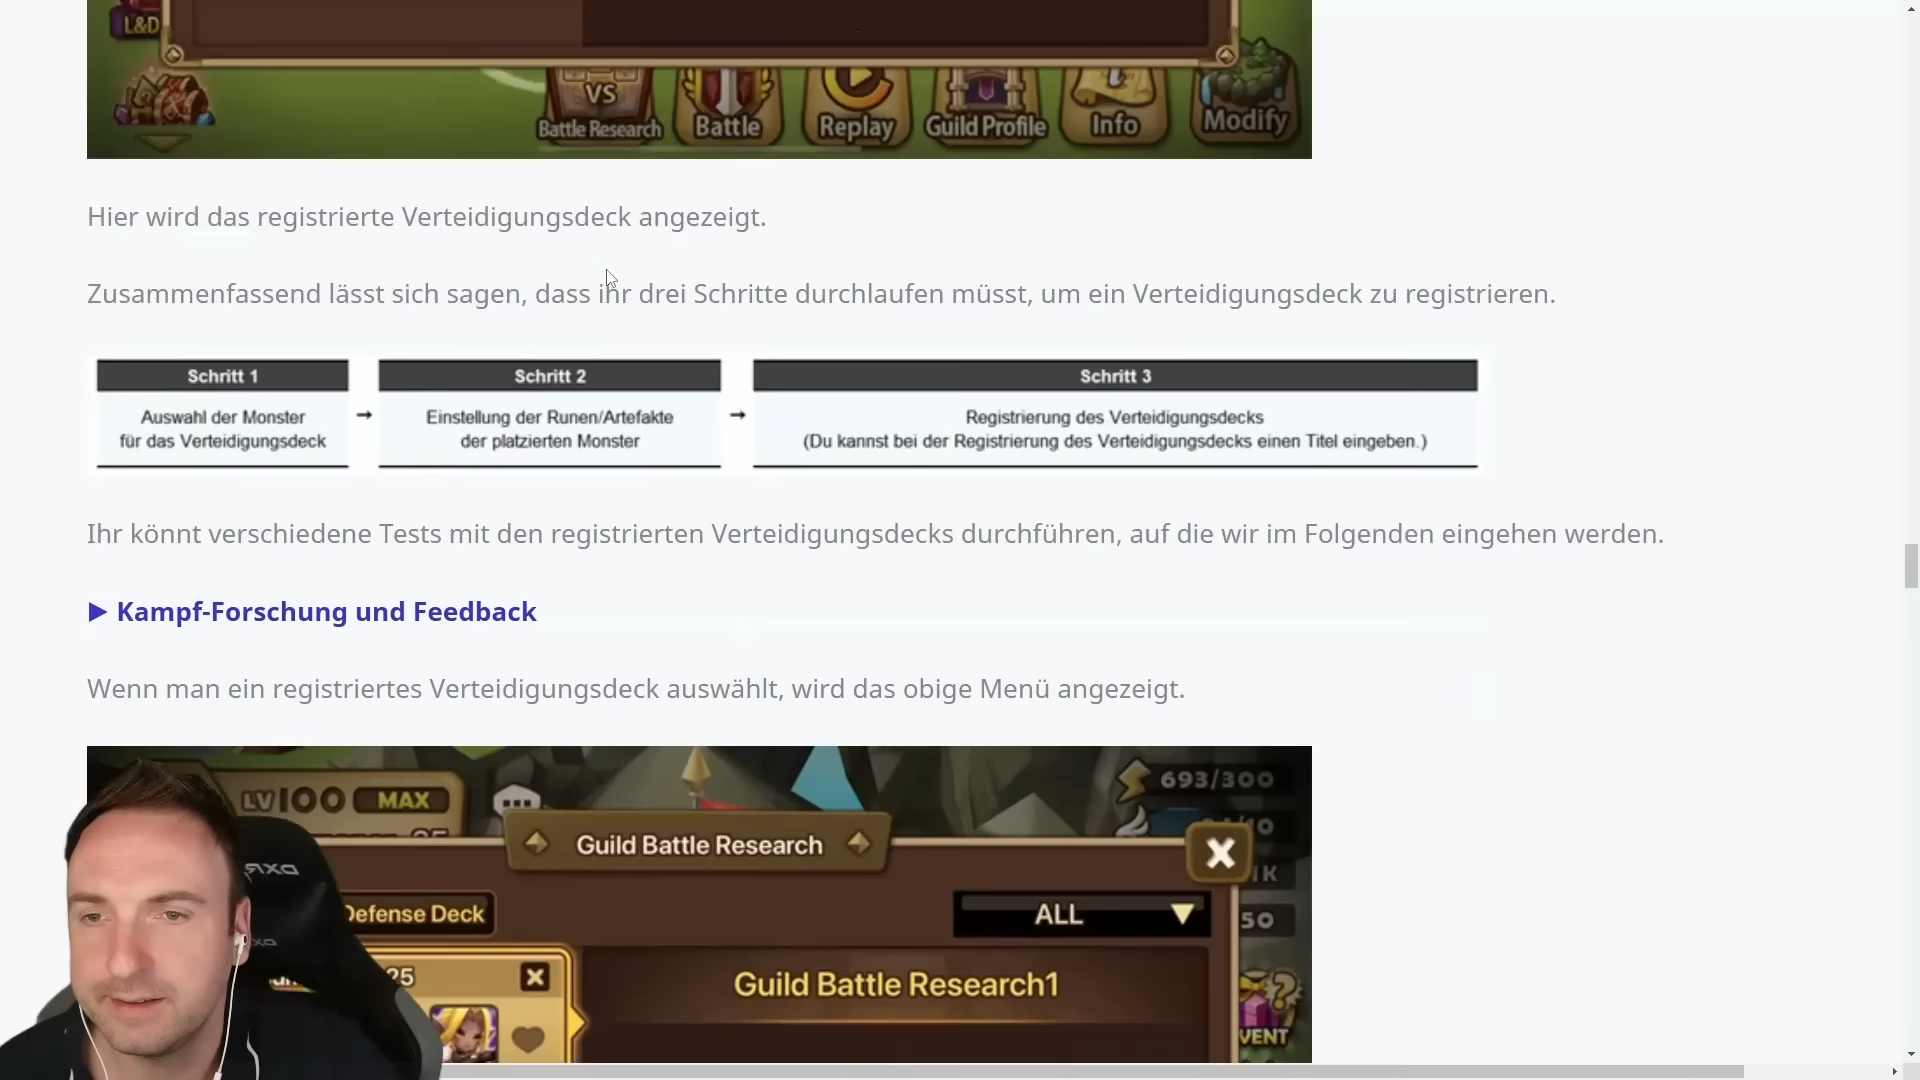 L&D
VS
Battle Research
Battle
Replay
Guild Profile
Info
Modify
Hier wird das registrierte Verteidigungsdeck angezeigt.
Zusammenfassend lässt sich sagen, dass ihr drei Schritte durchlaufen müsst, um ein Verteidigungsdeck zu registrieren.
Schritt 1
Schritt 2
Schritt 3
Auswahl der Monster
für das Verteidigungsdeck
→
Einstellung der Runen/Artefakte
der platzierten Monster
→
Registrierung des Verteidigungsdecks
(Du kannst bei der Registrierung des Verteidigungsdecks einen Titel eingeben.)
Ihr könnt verschiedene Tests mit den registrierten Verteidigungsdecks durchführen, auf die wir im Folgenden eingehen werden.
▶ Kampf-Forschung und Feedback
Wenn man ein registriertes Verteidigungsdeck auswählt, wird das obige Menü angezeigt.
LV100 MAX
693/300
Guild Battle Research
Defense Deck
ALL
50
25
Guild Battle Research1